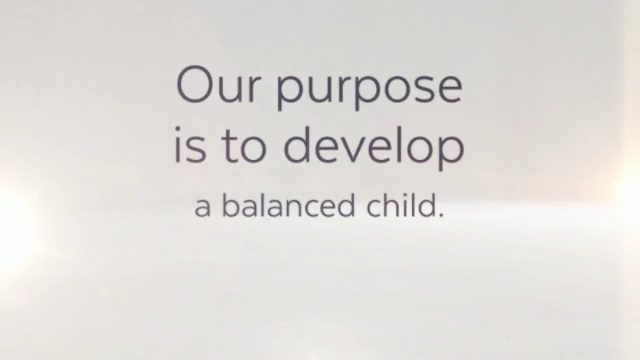 Our purpose
is to develop
a balanced child.